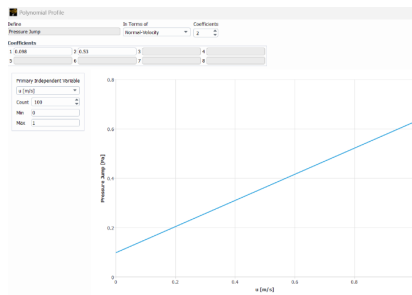 Polynomial Profile
Define In Terms of Coefficients
Pressure Jump Normal-Velocity 2
Coefficients
1 0.098 2 0.53 3 4
5 6 7 8
Primary Independent Variable
u [m/s]
Count 100
Min 0
Max 1
0.8
0.6
0.4
0.2
0
Pressure Jump [Pa]
0 0.2 0.4 0.6 0.8
u [m/s]